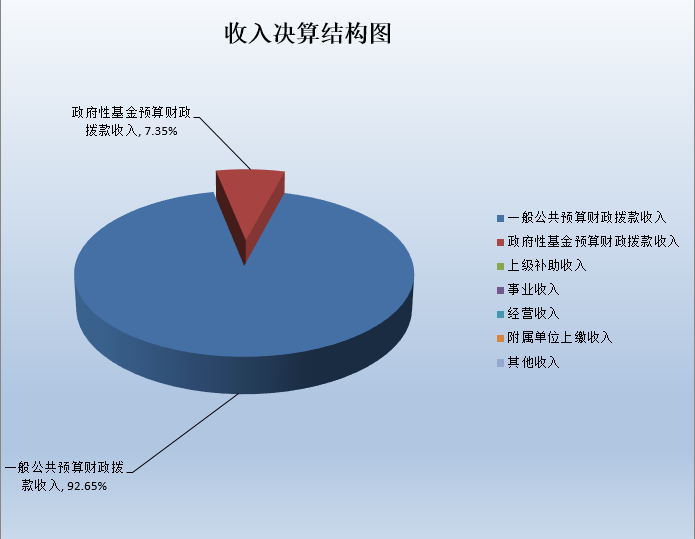 收入决算结构图
政府性基金预算财政
拨款收入, 7.35%
一般公共预算财政拨款收入
政府性基金预算财政拨款收入
上级补助收入
事业收入
经营收入
附属单位上缴收入
其他收入
一般公共预算财政拨
款收入, 92.65%